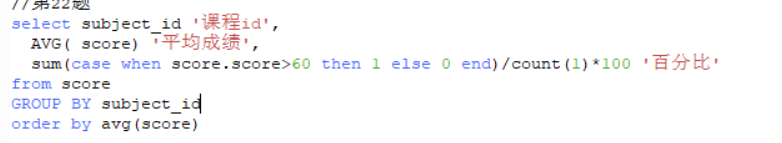 //第22题
select subject_id '课程id',
AVG( score) '平均成绩',
sum(case when score.score>60 then 1 else 0 end)/count(1)*100 '百分比'
from score
GROUP BY subject_id
order by avg(score)